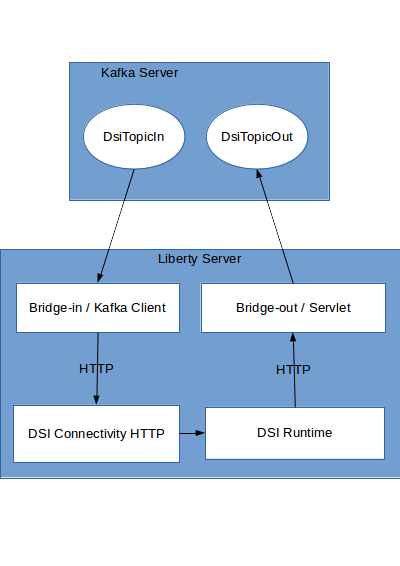 Kafka Server
DsiTopicIn
DsiTopicOut
Liberty Server
Bridge-in / Kafka Client
Bridge-out / Servlet
HTTP
HTTP
DSI Connectivity HTTP
DSI Runtime